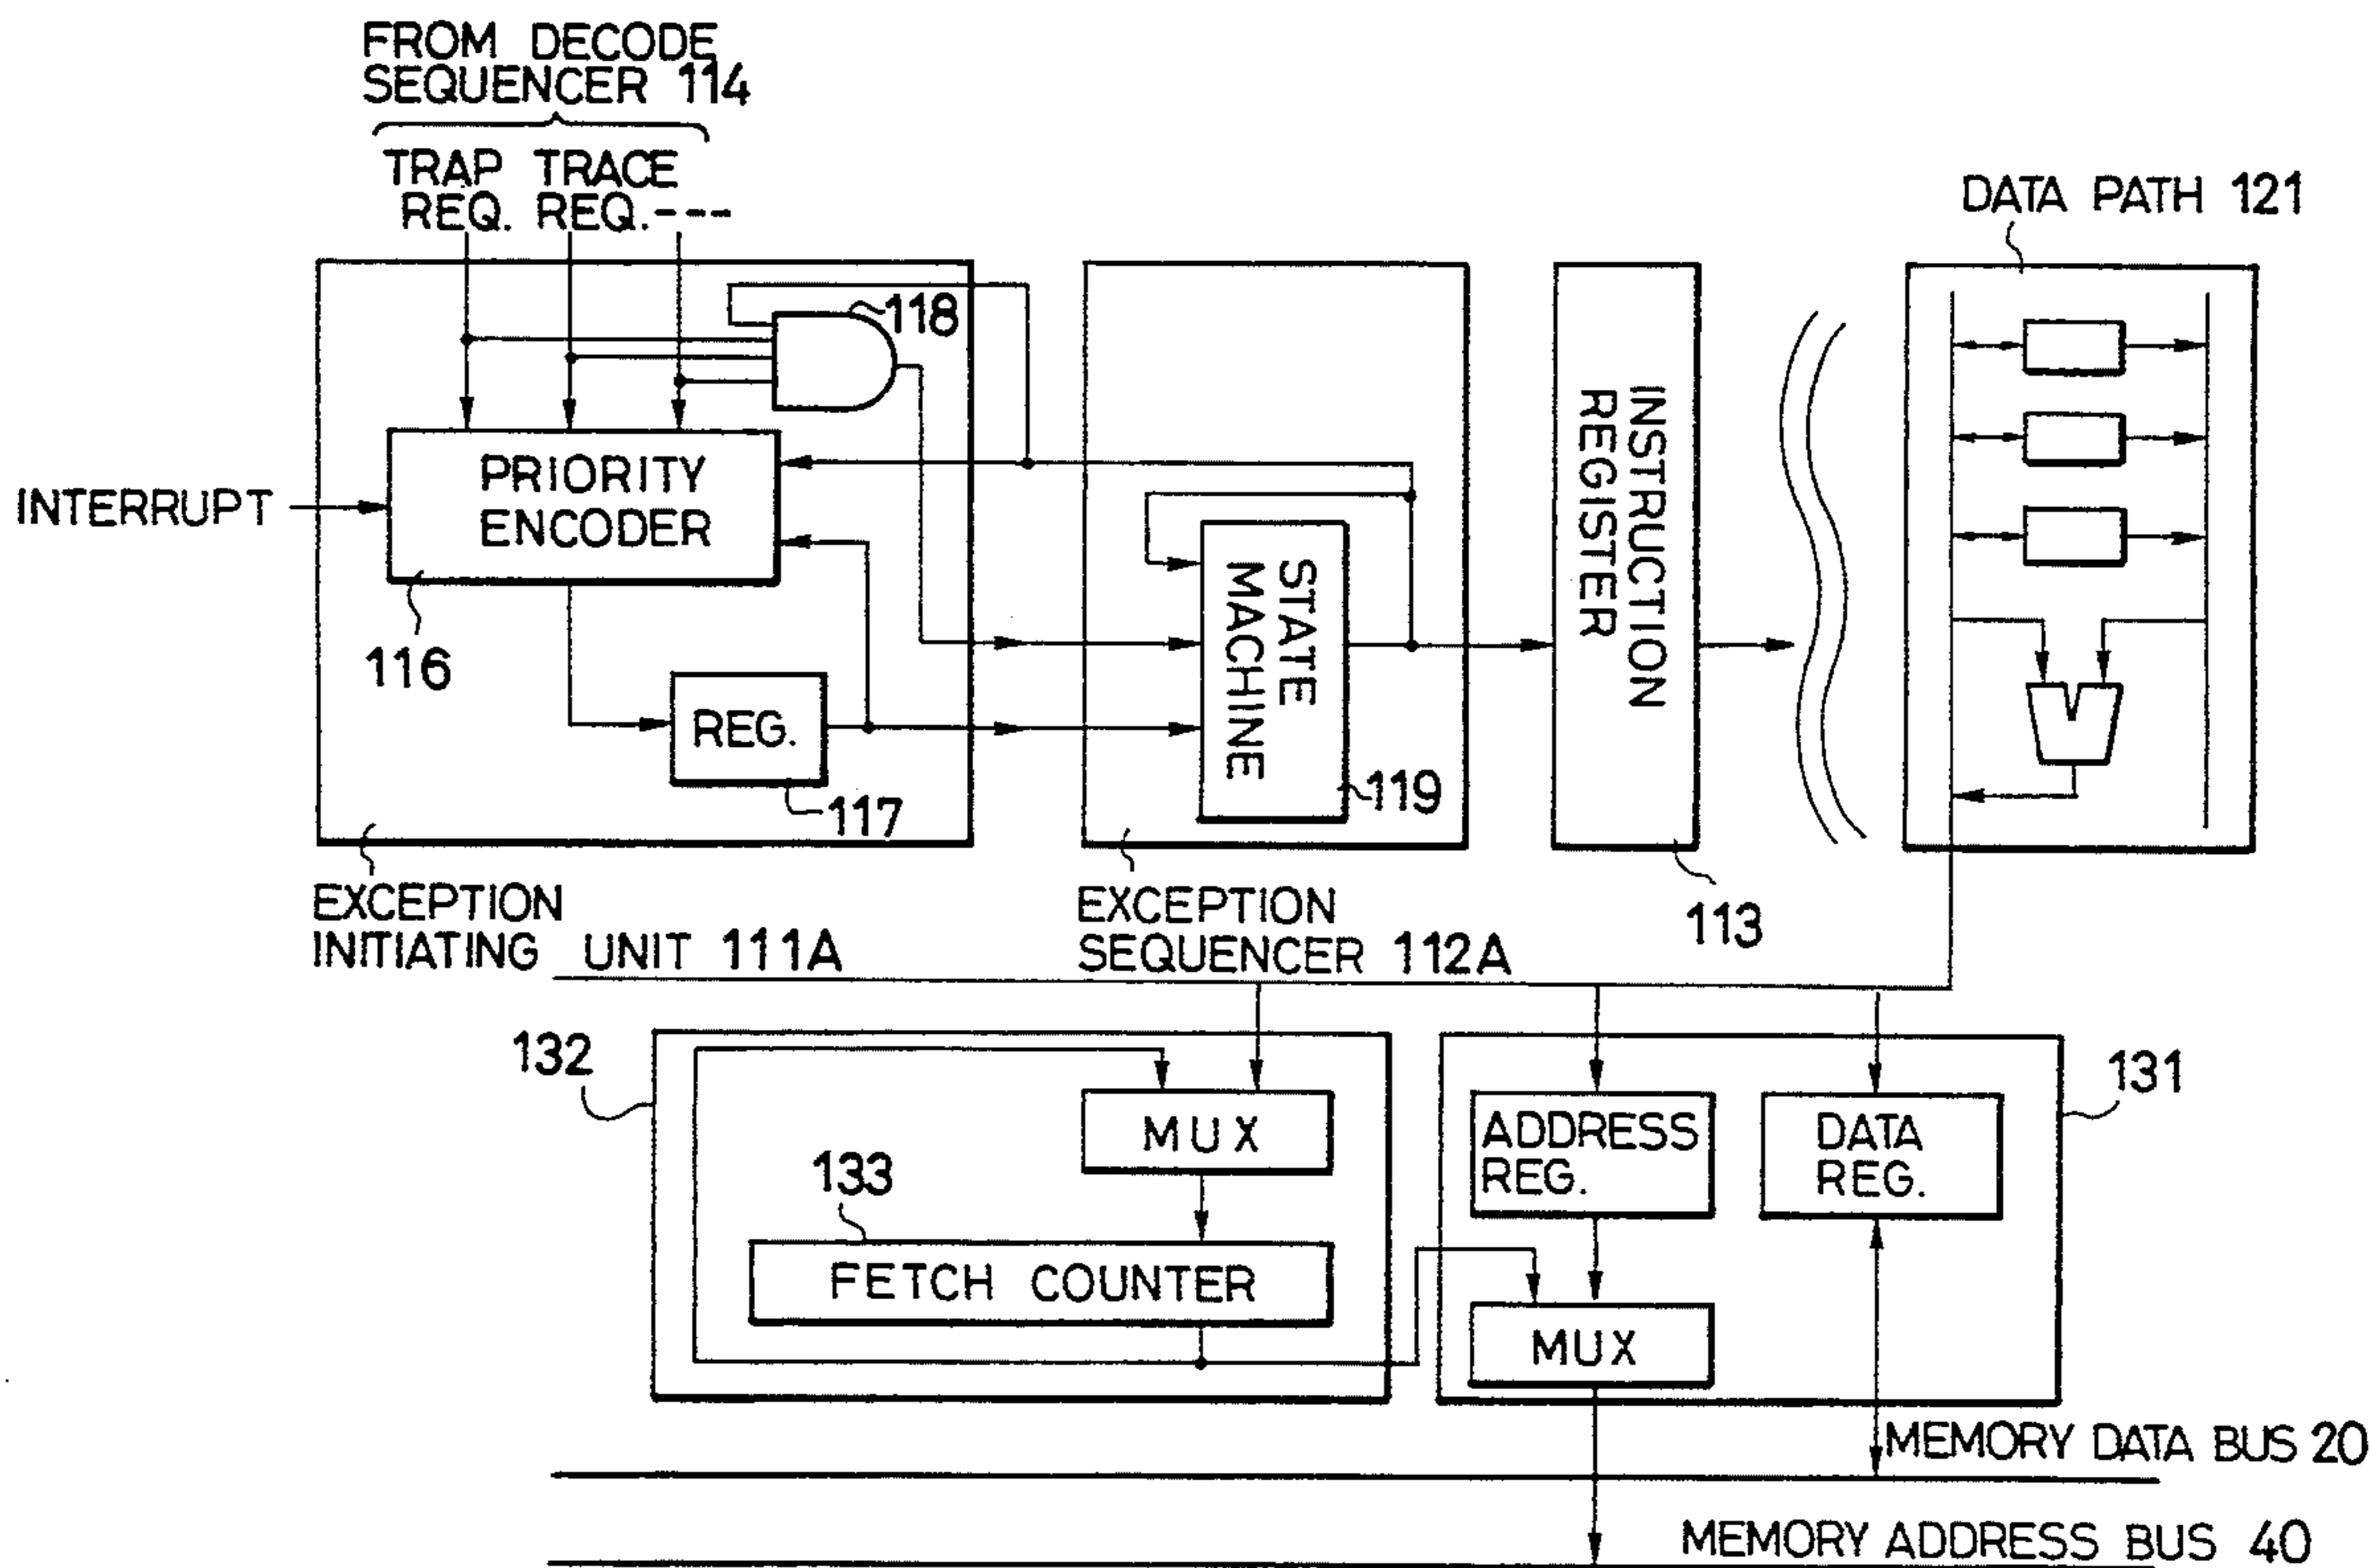 FROM DECODE
SEQUENCER 114
TRAP TRACE
REQ. REQ.---
DATA PATH 121
118
PRIORITY
ENCODER
INTERRUPT
116
REG.
117
STATE
MACHINE
119
INSTRUCTION
REGISTER
113
EXCEPTION
INITIATING UNIT 111A
EXCEPTION
SEQUENCER 112A
132
MUX
133
FETCH COUNTER
ADDRESS
REG.
DATA
REG.
131
MUX
MEMORY DATA BUS 20
MEMORY ADDRESS BUS 40